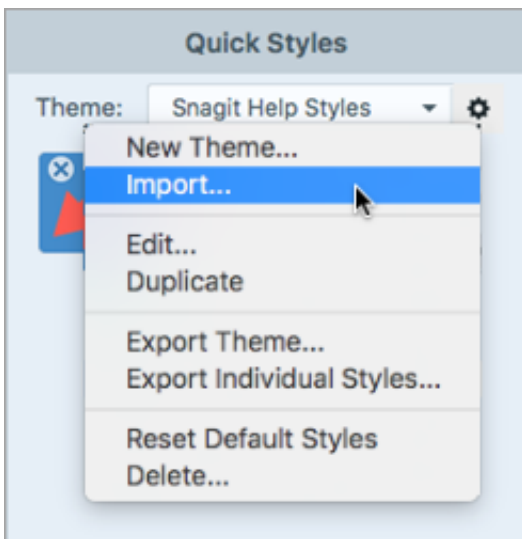 Quick Styles
Theme: Snagit Help Styles
New Theme...
Import...
Edit...
Duplicate
Export Theme...
Export Individual Styles...
Reset Default Styles
Delete...